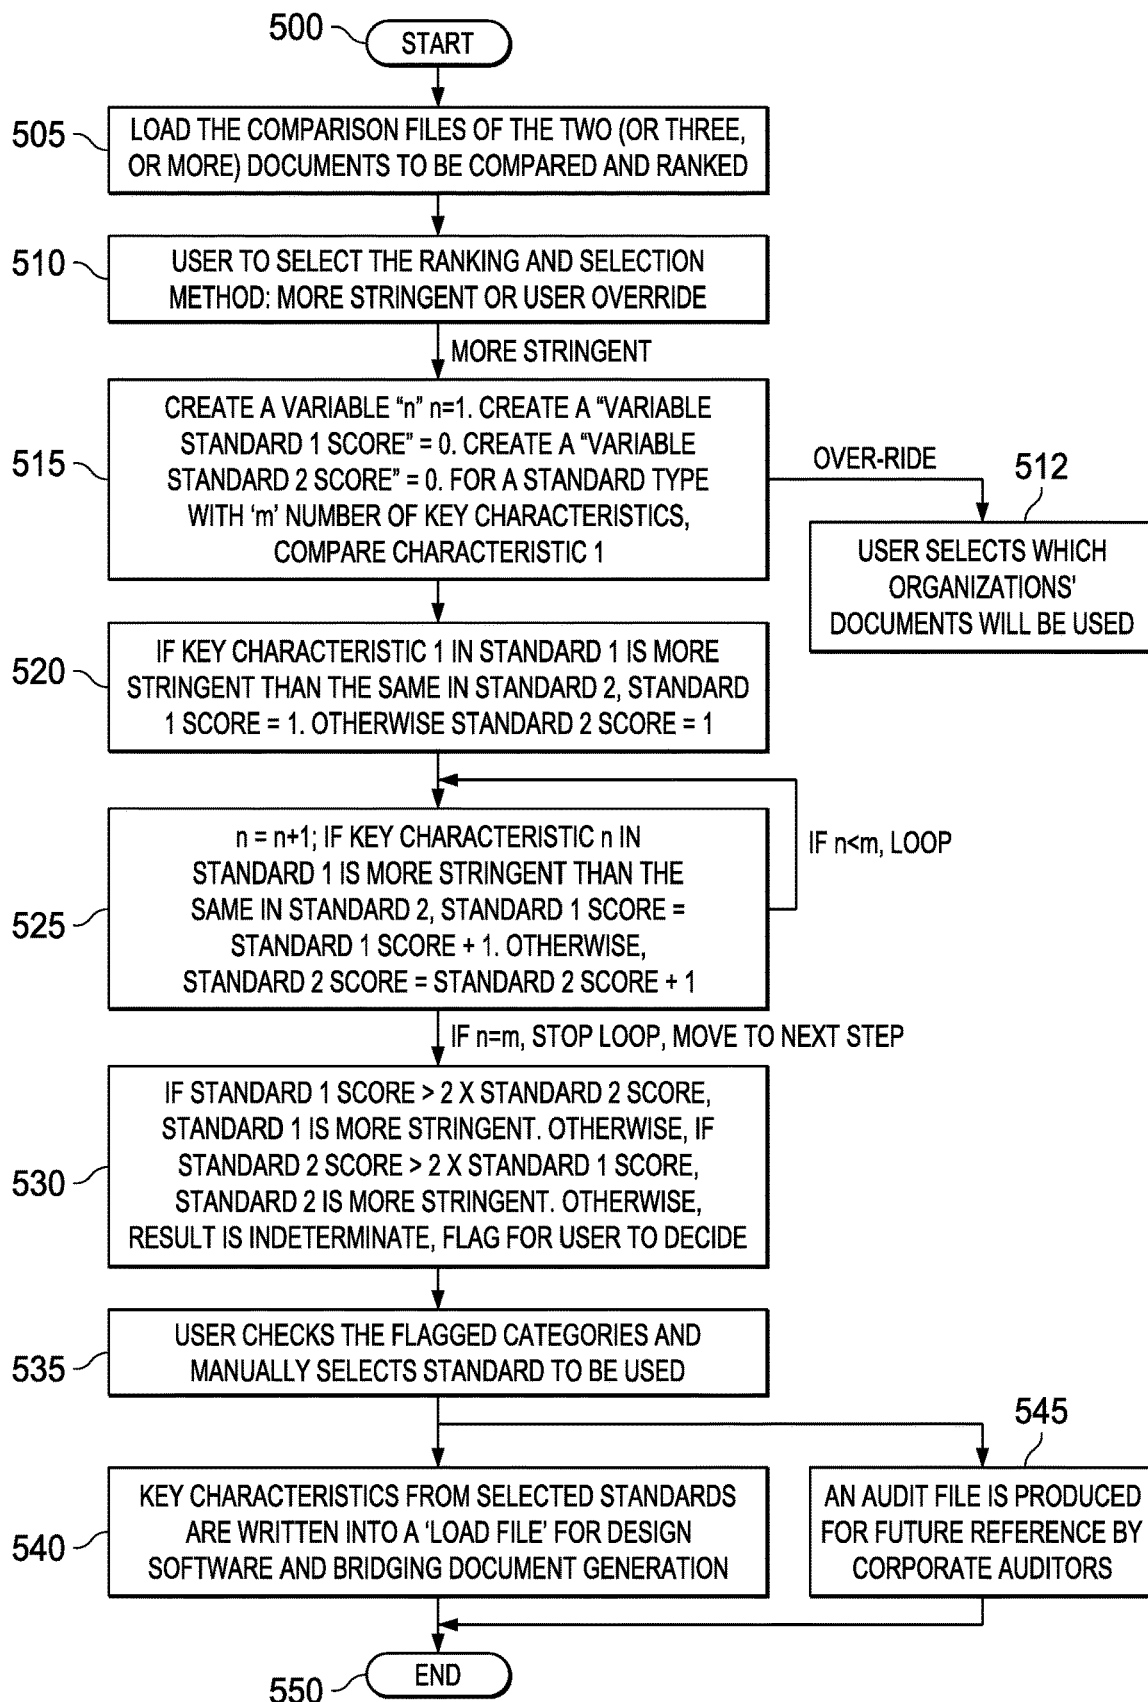 500
START
505
LOAD THE COMPARISON FILES OF THE TWO (OR THREE,
OR MORE) DOCUMENTS TO BE COMPARED AND RANKED
510
USER TO SELECT THE RANKING AND SELECTION
METHOD: MORE STRINGENT OR USER OVERRIDE
MORE STRINGENT
515
CREATE A VARIABLE “n” n=1. CREATE A “VARIABLE
STANDARD 1 SCORE” = 0. CREATE A “VARIABLE
STANDARD 2 SCORE” = 0. FOR A STANDARD TYPE
WITH ‘m’ NUMBER OF KEY CHARACTERISTICS,
COMPARE CHARACTERISTIC 1
OVER-RIDE
512
USER SELECTS WHICH
ORGANIZATIONS’
DOCUMENTS WILL BE USED
520
IF KEY CHARACTERISTIC 1 IN STANDARD 1 IS MORE
STRINGENT THAN THE SAME IN STANDARD 2, STANDARD
1 SCORE = 1. OTHERWISE STANDARD 2 SCORE = 1
525
n = n+1; IF KEY CHARACTERISTIC n IN
STANDARD 1 IS MORE STRINGENT THAN THE
SAME IN STANDARD 2, STANDARD 1 SCORE =
STANDARD 1 SCORE + 1. OTHERWISE,
STANDARD 2 SCORE = STANDARD 2 SCORE + 1
IF n<m, LOOP
IF n=m, STOP LOOP, MOVE TO NEXT STEP
530
IF STANDARD 1 SCORE > 2 X STANDARD 2 SCORE,
STANDARD 1 IS MORE STRINGENT. OTHERWISE, IF
STANDARD 2 SCORE > 2 X STANDARD 1 SCORE,
STANDARD 2 IS MORE STRINGENT. OTHERWISE,
RESULT IS INDETERMINATE, FLAG FOR USER TO DECIDE
535
USER CHECKS THE FLAGGED CATEGORIES AND
MANUALLY SELECTS STANDARD TO BE USED
540
KEY CHARACTERISTICS FROM SELECTED STANDARDS
ARE WRITTEN INTO A ‘LOAD FILE’ FOR DESIGN
SOFTWARE AND BRIDGING DOCUMENT GENERATION
545
AN AUDIT FILE IS PRODUCED
FOR FUTURE REFERENCE BY
CORPORATE AUDITORS
550
END